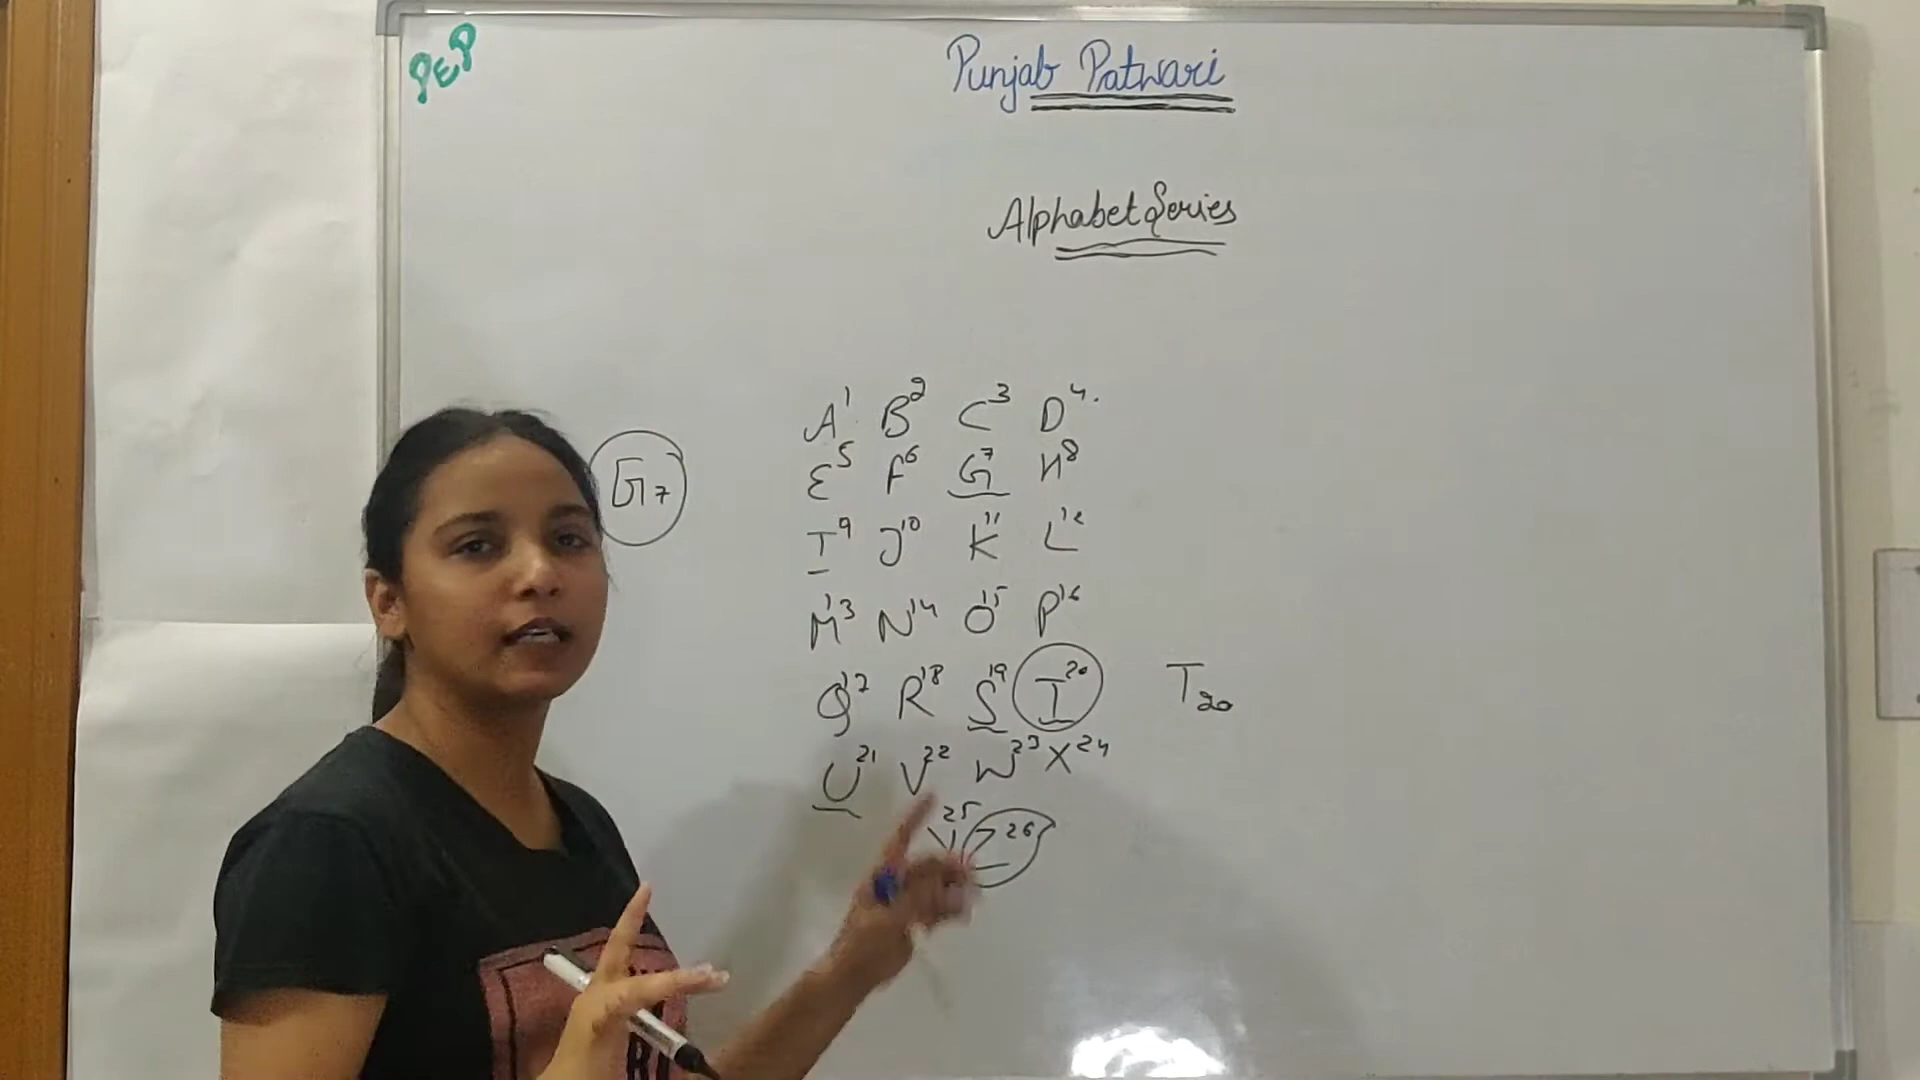 PEP
Punjab Patwari
Alphabet Series
A¹ B² C³ D⁴·
E⁵ F⁶ G⁷ H⁸
G₇
I⁹ J¹⁰ K¹¹ L¹²
M¹³ N¹⁴ O¹⁵ P¹⁶
Q¹⁷ R¹⁸ S¹⁹ T²⁰ T₂₀
U²¹ V²² W²³ X²⁴
Y²⁵ Z²⁶